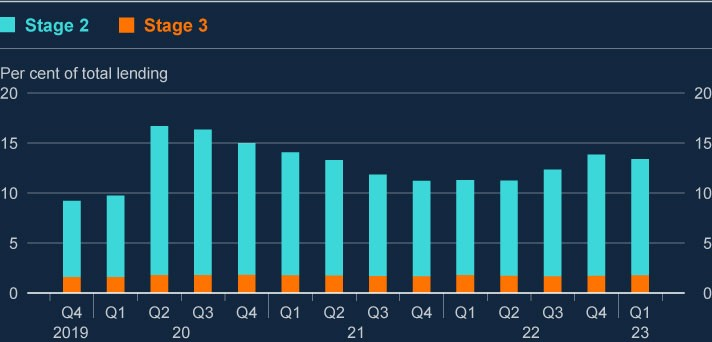 Stage 2 Stage 3
Per cent of total lending
20 20
15 15
10 10
5 5
0 0
Q4 Q1 Q2 Q3 Q4 Q1 Q2 Q3 Q4 Q1 Q2 Q3 Q4 Q1
2019 20 21 22 23